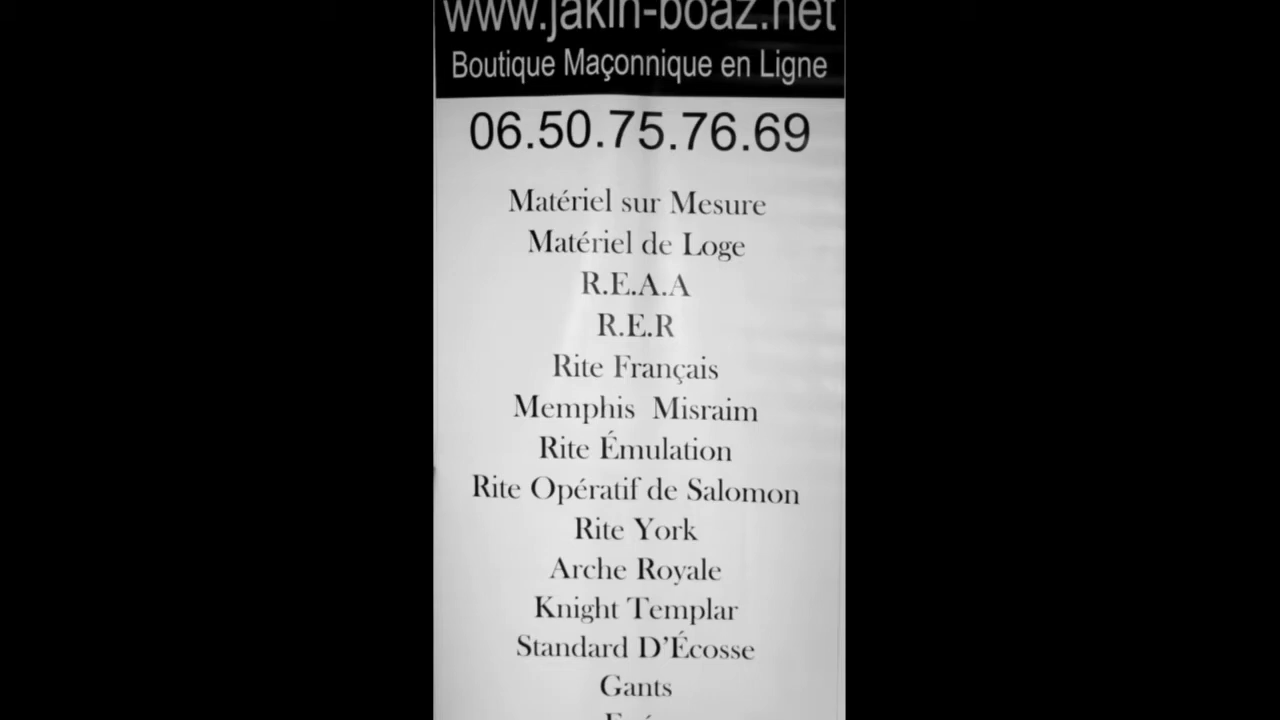 www.jakin-boaz.net
Boutique Maçonnique en Ligne
06.50.75.76.69
Matériel sur Mesure
Matériel de Loge
R.E.A.A
R.E.R
Rite Français
Memphis Misraim
Rite Émulation
Rite Opératif de Salomon
Rite York
Arche Royale
Knight Templar
Standard D'Écosse
Gants